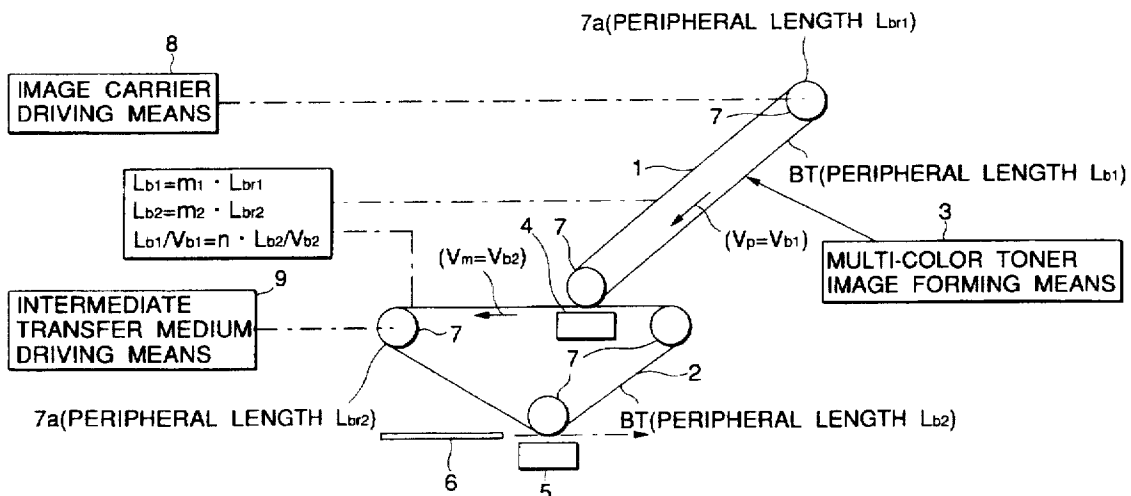 7a(PERIPHERAL LENGTH Lbr1)
8
IMAGE CARRIER
DRIVING MEANS
7
1
BT(PERIPHERAL LENGTH Lb1)
Lb1=m1 · Lbr1
Lb2=m2 · Lbr2
Lb1/Vb1=n · Lb2/Vb2
(Vp=Vb1)
3
MULTI-COLOR TONER
IMAGE FORMING MEANS
7
4
(Vm=Vb2)
9
INTERMEDIATE
TRANSFER MEDIUM
DRIVING MEANS
7
7
2
7a(PERIPHERAL LENGTH Lbr2)
BT(PERIPHERAL LENGTH Lb2)
6
5